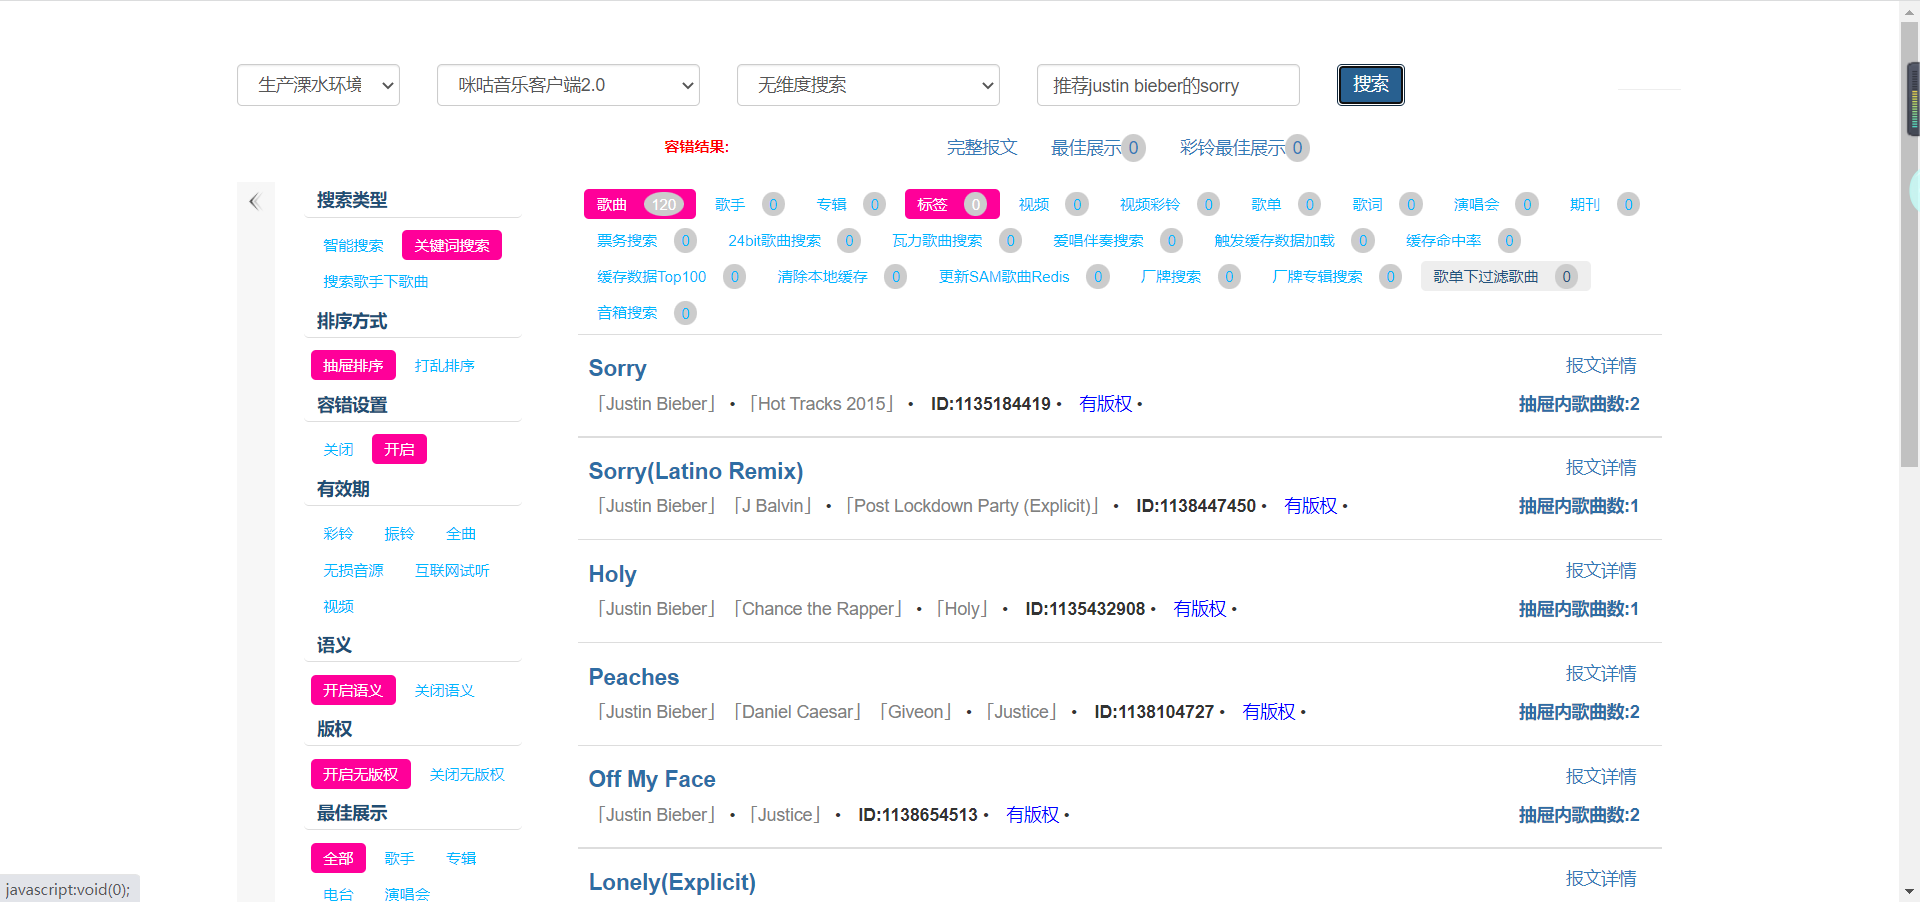 生产溧水环境 咪咕音乐客户端2.0 无维度搜索 推荐justin bieber的sorry 搜索
容错结果: 完整报文 最佳展示 0 彩铃最佳展示 0
搜索类型
智能搜索 关键词搜索
搜索歌手下歌曲
排序方式
抽屉排序 打乱排序
容错设置
关闭 开启
有效期
彩铃 振铃 全曲
无损音源 互联网试听
视频
语义
开启语义 关闭语义
版权
开启无版权 关闭无版权
最佳展示
全部 歌手 专辑
电台 演唱会
歌曲 120 歌手 0 专辑 0 标签 0 视频 0 视频彩铃 0 歌单 0 歌词 0 演唱会 0 期刊 0
票务搜索 0 24bit歌曲搜索 0 瓦力歌曲搜索 0 爱唱伴奏搜索 0 触发缓存数据加载 0 缓存命中率 0
缓存数据Top100 0 清除本地缓存 0 更新SAM歌曲Redis 0 厂牌搜索 0 厂牌专辑搜索 0 歌单下过滤歌曲 0
音箱搜索 0
Sorry 报文详情
「Justin Bieber」 • 「Hot Tracks 2015」 • ID:1135184419 • 有版权 • 抽屉内歌曲数:2
Sorry(Latino Remix) 报文详情
「Justin Bieber」 「J Balvin」 • 「Post Lockdown Party (Explicit)」 • ID:1138447450 • 有版权 • 抽屉内歌曲数:1
Holy 报文详情
「Justin Bieber」 「Chance the Rapper」 • 「Holy」 • ID:1135432908 • 有版权 • 抽屉内歌曲数:1
Peaches 报文详情
「Justin Bieber」 「Daniel Caesar」 「Giveon」 • 「Justice」 • ID:1138104727 • 有版权 • 抽屉内歌曲数:2
Off My Face 报文详情
「Justin Bieber」 • 「Justice」 • ID:1138654513 • 有版权 • 抽屉内歌曲数:2
Lonely(Explicit) 报文详情
javascript:void(0);